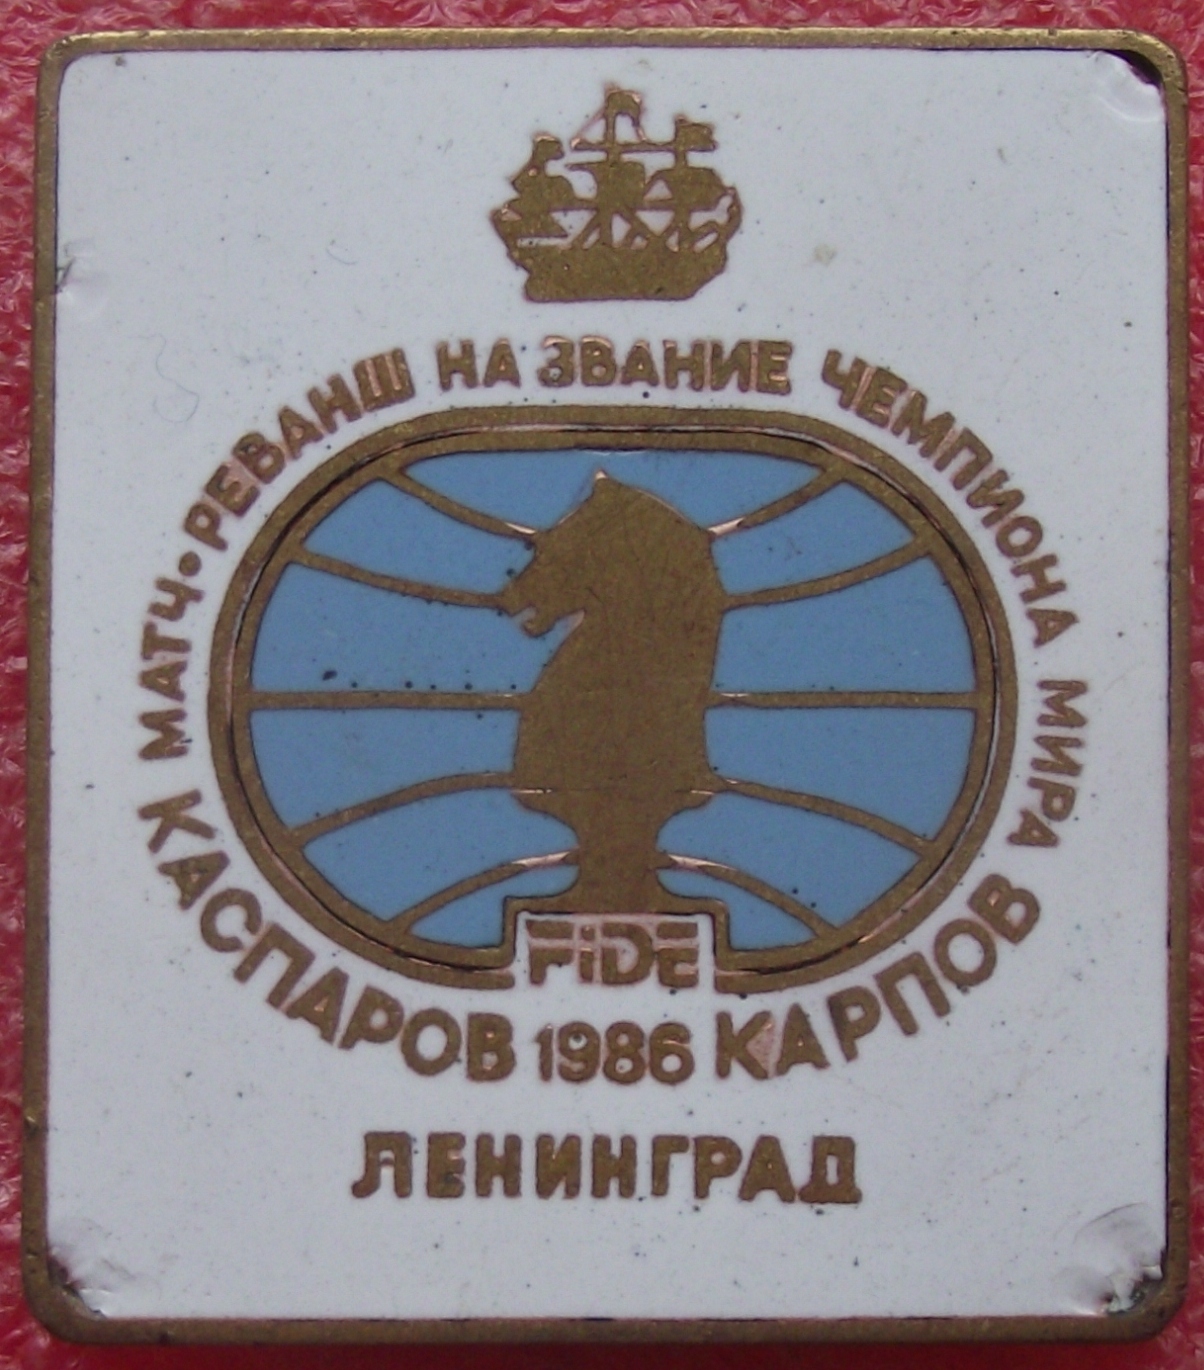 МАТЧ•РЕВАНШ НА ЗВАНИЕ ЧЕМПИОНА МИРА
FIDE
КАСПАРОВ 1986 КАРПОВ
ЛЕНИНГРАД